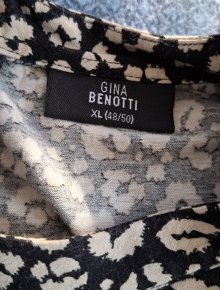 GINA
BENOTTI
XL (48/50)